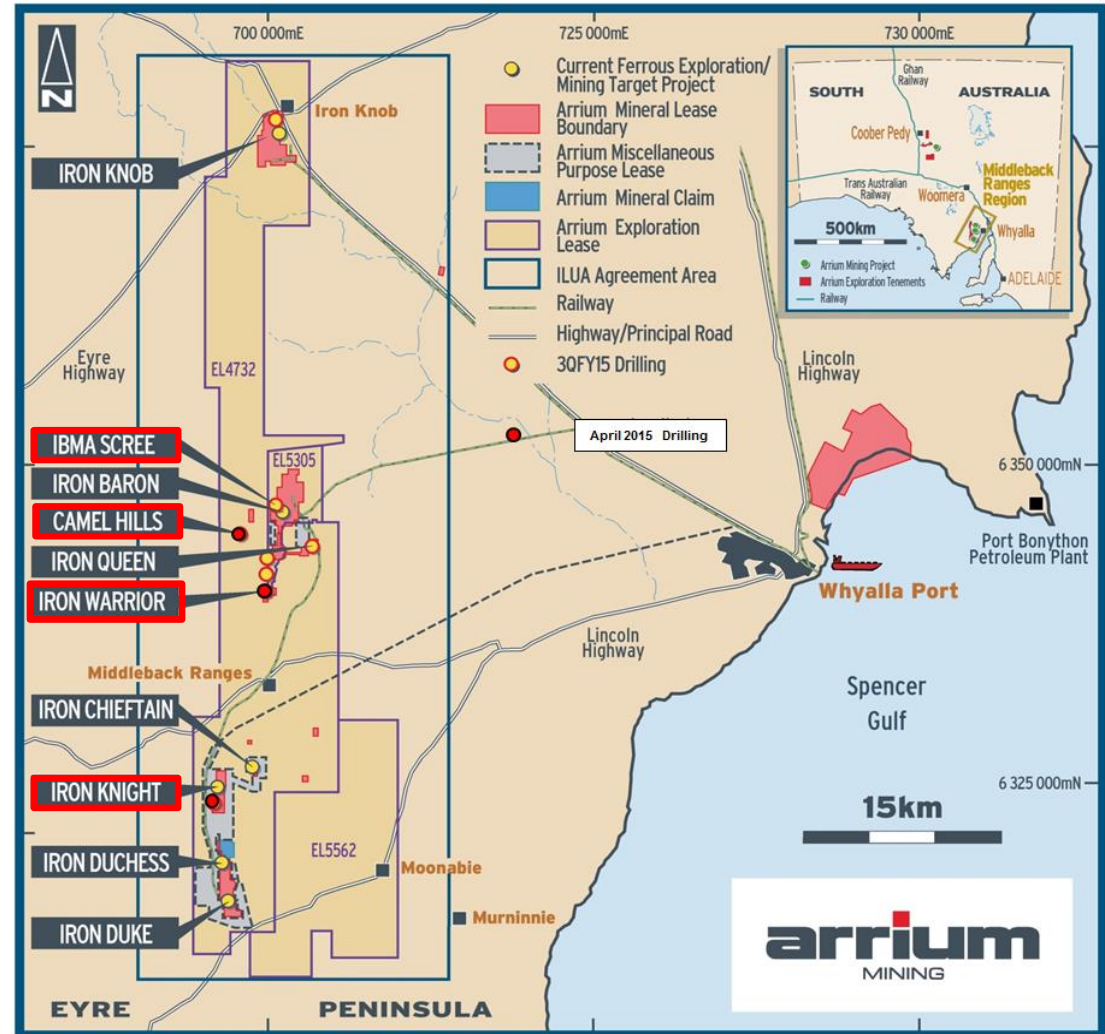 700 000mE
725 000mE
730 000mE
N
Iron Knob
IRON KNOB
Current Ferrous Exploration/
Mining Target Project
Arrium Mineral Lease
Boundary
Arrium Miscellaneous
Purpose Lease
Arrium Mineral Claim
Arrium Exploration
Lease
ILUA Agreement Area
Railway
Highway/Principal Road
3QFY15 Drilling
SOUTH
AUSTRALIA
Ghan
Railway
Coober Pedy
Trans Australian
Railway
Woomera
Middleback
Ranges
Region
Whyalla
500km
ADELAIDE
Arrium Mining Project
Arrium Exploration Tenements
Railway
Eyre
Highway
EL4732
Lincoln
Highway
April 2015 Drilling
IBMA SCREE
EL5305
IRON BARON
CAMEL HILLS
IRON QUEEN
IRON WARRIOR
6 350 000mN
Port Bonython
Petroleum Plant
Whyalla Port
Lincoln
Highway
Middleback Ranges
IRON CHIEFTAIN
Spencer
Gulf
IRON KNIGHT
6 325 000mN
15km
IRON DUCHESS
EL5562
Moonabie
IRON DUKE
Murninnie
arrium
MINING
EYRE
PENINSULA